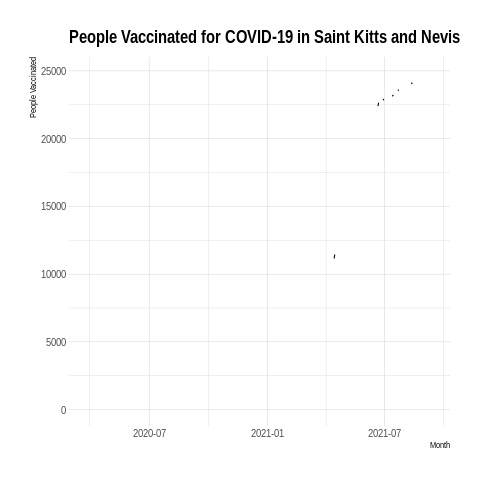 People Vaccinated for COVID-19 in Saint Kitts and Nevis
People Vaccinated
25000
20000
15000
10000
5000
0
2020-07 2021-01 2021-07
Month